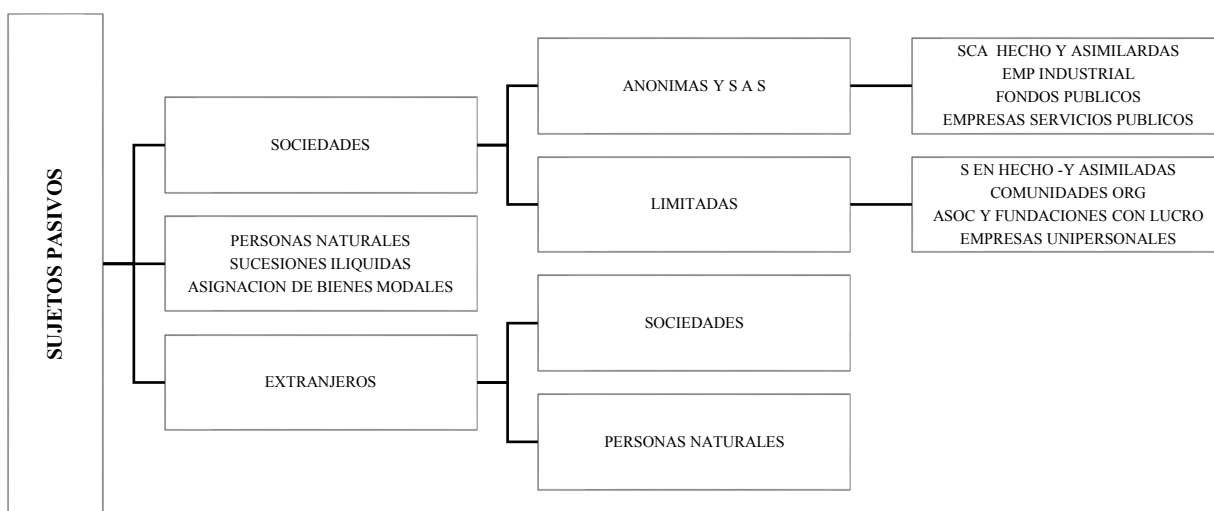 SUJETOS PASIVOS
SOCIEDADES
ANONIMAS Y S A S
SCA HECHO Y ASIMILARDAS
EMP INDUSTRIAL
FONDOS PUBLICOS
EMPRESAS SERVICIOS PUBLICOS
LIMITADAS
S EN HECHO -Y ASIMILADAS
COMUNIDADES ORG
ASOC Y FUNDACIONES CON LUCRO
EMPRESAS UNIPERSONALES
PERSONAS NATURALES
SUCESIONES ILIQUIDAS
ASIGNACION DE BIENES MODALES
EXTRANJEROS
SOCIEDADES
PERSONAS NATURALES